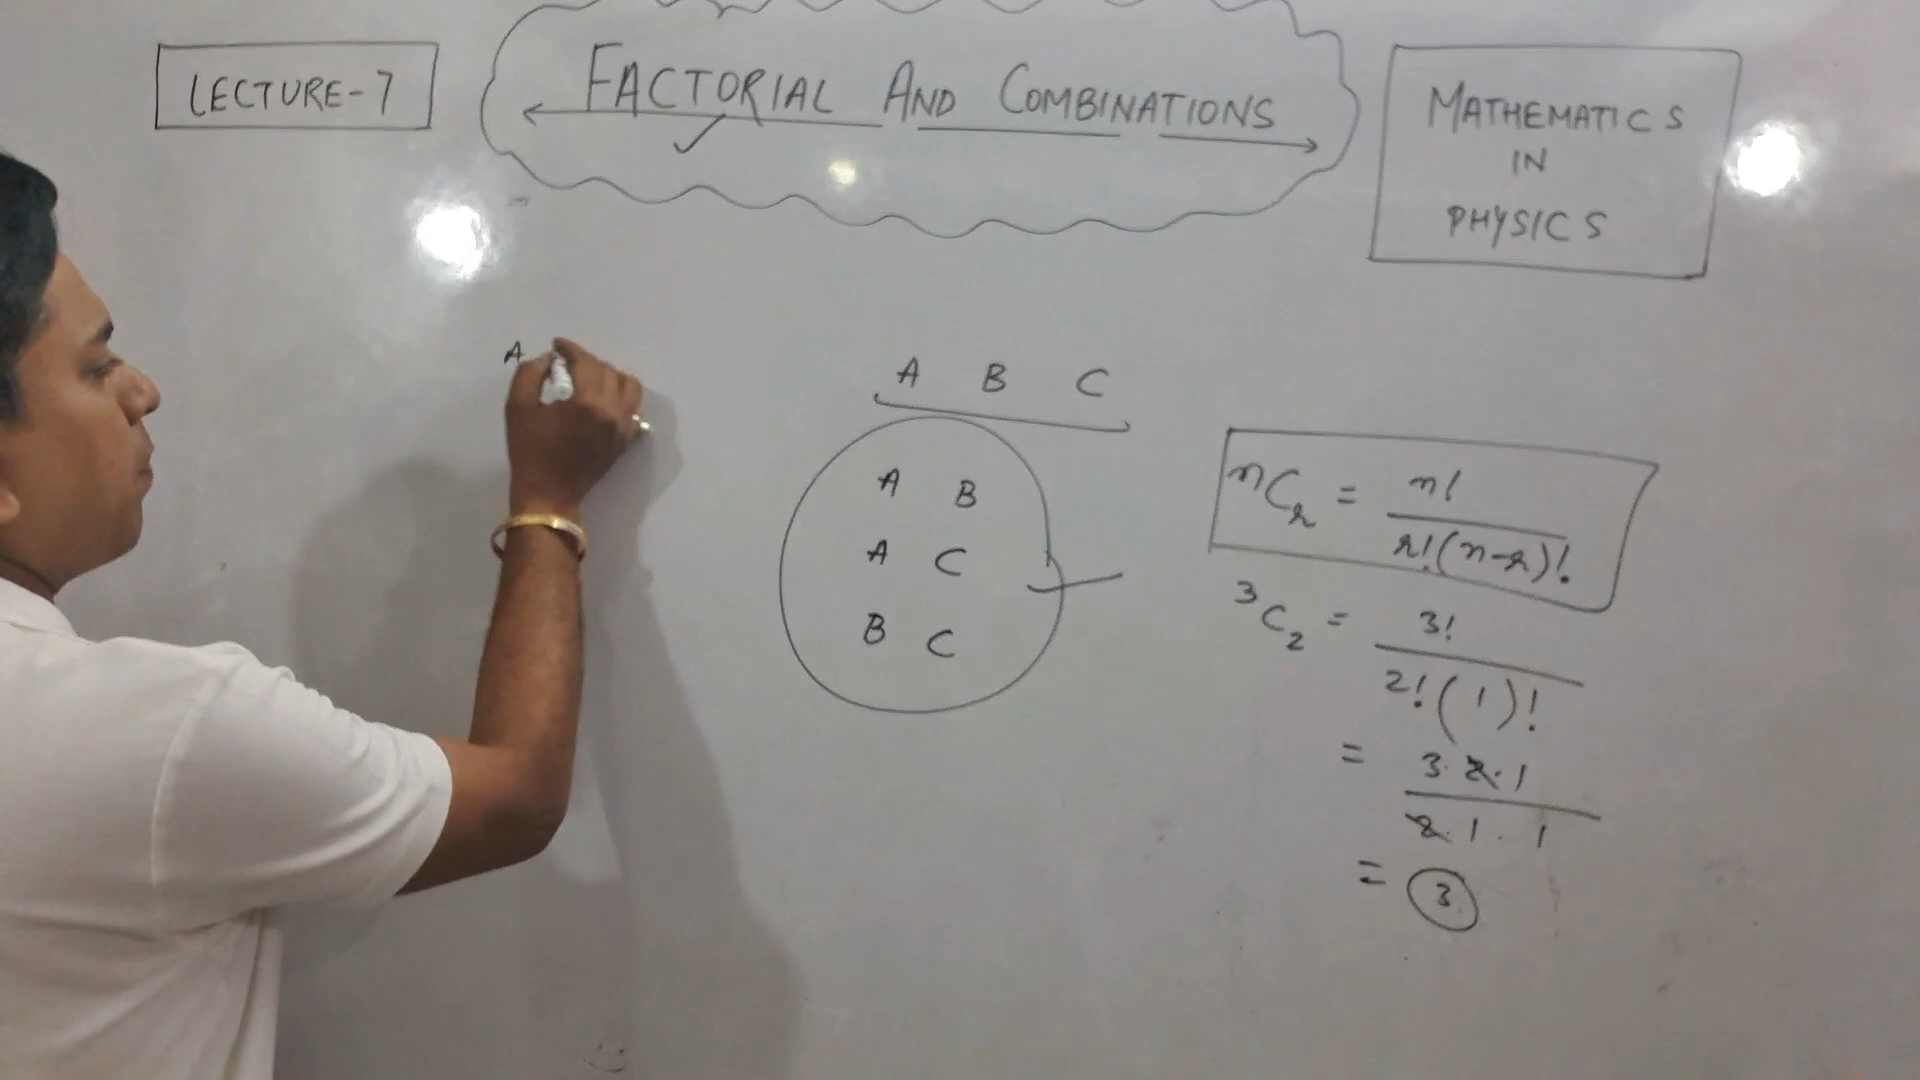 LECTURE-7
FACTORIAL AND COMBINATIONS
MATHEMATICS
IN
PHYSICS
A
A B C
A B
A C
B C
nCr = n!
r!(n-r)!
3C2 = 3!
2!(1)!
= 3.2.1
2.1.1
= 3